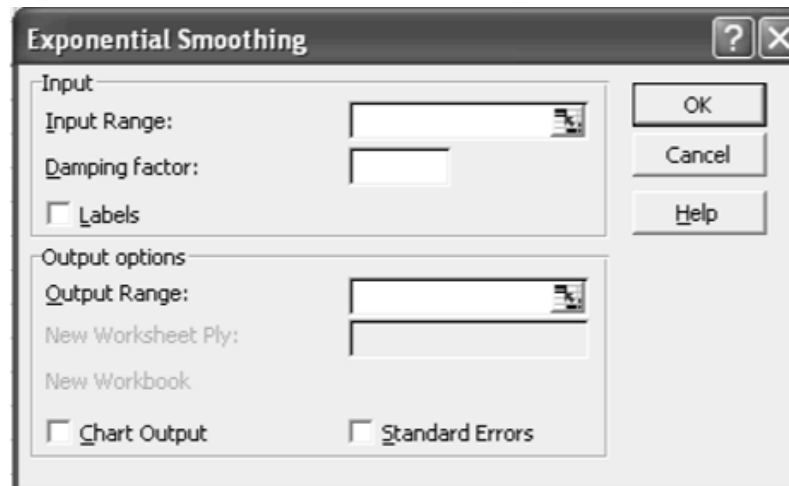 Exponential Smoothing
Input
Input Range:
Damping factor:
Labels
OK
Cancel
Help
Output options
Output Range:
New Worksheet Ply:
New Workbook
Chart Output
Standard Errors